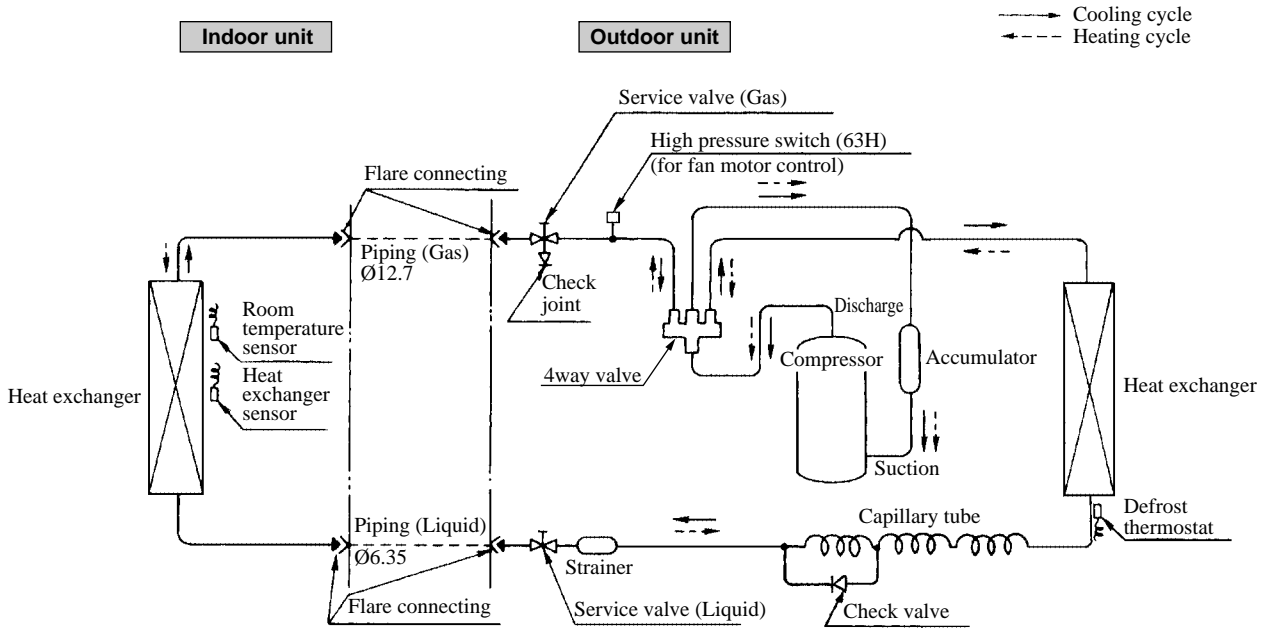 Cooling cycle
Heating cycle
Indoor unit
Outdoor unit
Service valve (Gas)
High pressure switch (63H)
(for fan motor control)
Flare connecting
Piping (Gas)
Ø12.7
Check
joint
Room
temperature
sensor
Heat
exchanger
sensor
Heat exchanger
4way valve
Discharge
Compressor
Accumulator
Suction
Heat exchanger
Defrost
thermostat
Piping (Liquid)
Ø6.35
Strainer
Capillary tube
Flare connecting
Service valve (Liquid)
Check valve